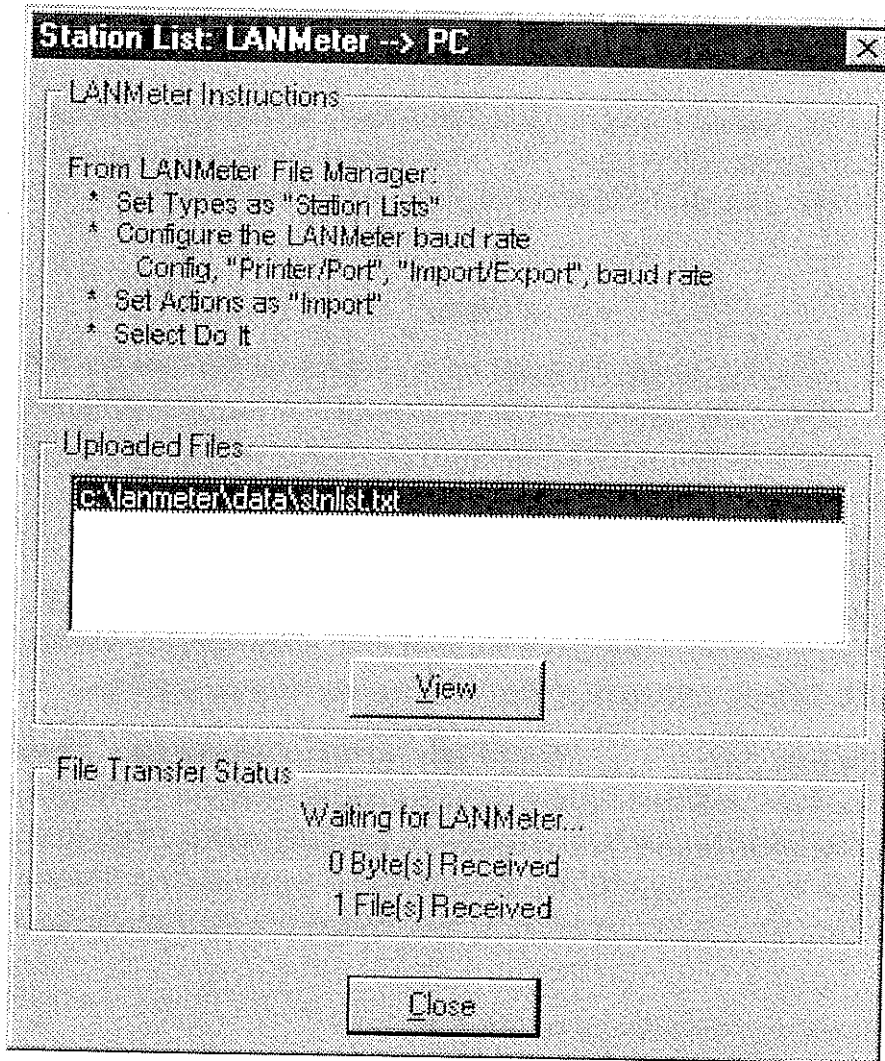 Station List: LANMeter --> PC
LANMeter Instructions
From LANMeter File Manager:
* Set Types as "Station Lists"
* Configure the LANMeter baud rate
Config, "Printer/Port", "Import/Export", baud rate
* Set Actions as "Import"
* Select Do It
Uploaded Files
c:\lanmeter\data\stnlist.txt
View
File Transfer Status
Waiting for LANMeter...
0 Byte(s) Received
1 File(s) Received
Close